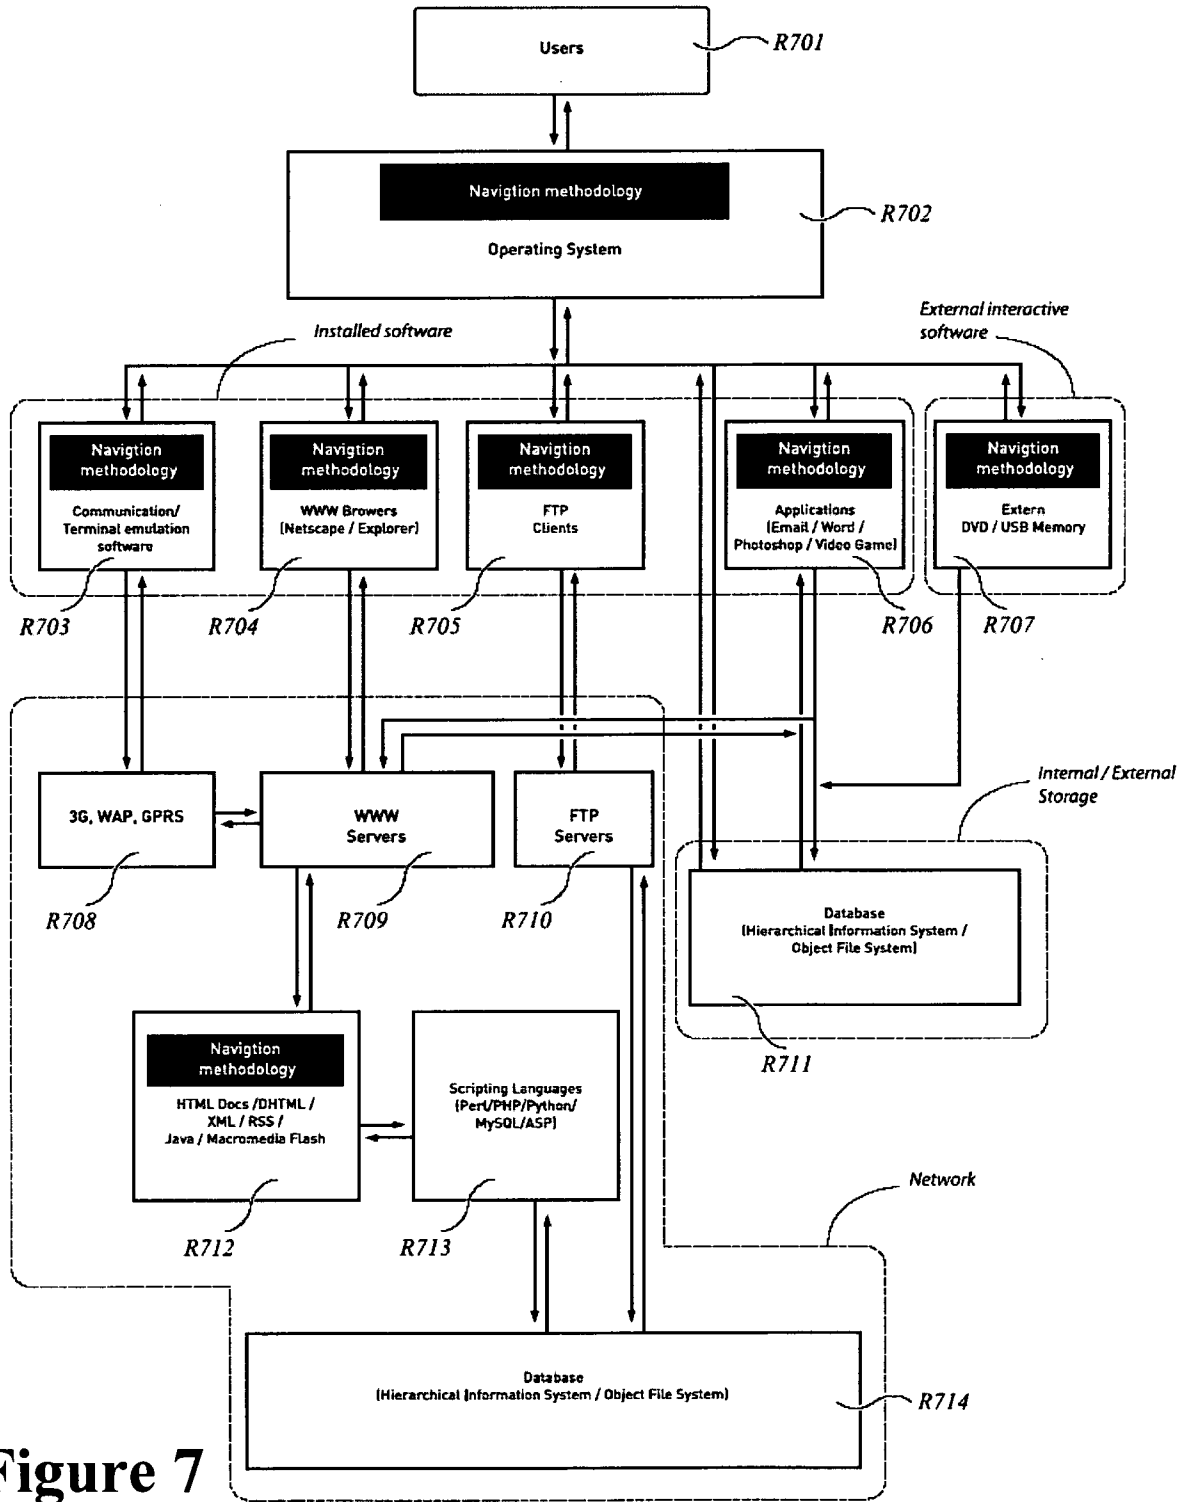 Users
R701
Navigtion methodology
R702
Operating System
Installed software
External interactive
software
Navigtion
methodology
Communication/
Terminal emulation
software
Navigtion
methodology
WWW Browers
(Netscape / Explorer)
Navigtion
methodology
FTP
Clients
Navigtion
methodology
Applications
(Email / Word /
Photoshop / Video Game)
Navigtion
methodology
Extern
DVD / USB Memory
R703
R704
R705
R706
R707
Internal / External
Storage
3G, WAP, GPRS
WWW
Servers
FTP
Servers
R708
R709
R710
Database
(Hierarchical Information System /
Object File System)
R711
Navigtion
methodology
HTML Docs /DHTML /
XML / RSS /
Java / Macromedia Flash
Scripting Languages
(Perl/PHP/Python/
MySQL/ASP)
R712
R713
Network
Database
(Hierarchical Information System / Object File System)
R714
Figure 7